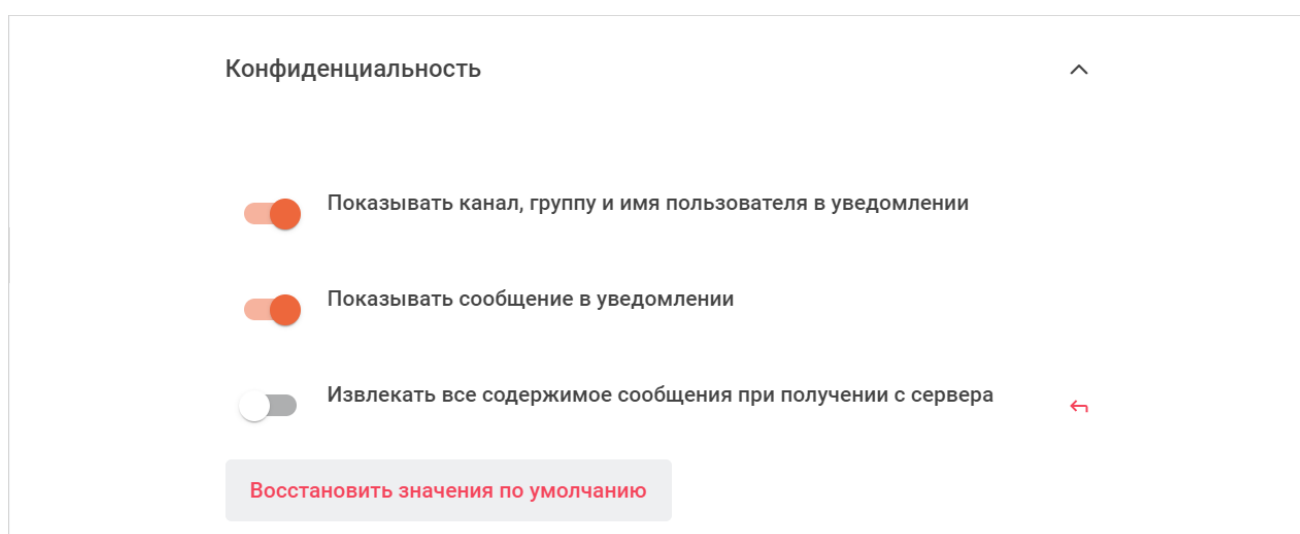 Конфиденциальность
Показывать канал, группу и имя пользователя в уведомлении
Показывать сообщение в уведомлении
Извлекать все содержимое сообщения при получении с сервера
Восстановить значения по умолчанию